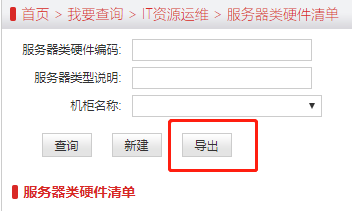 首页 > 我要查询 > IT资源运维 > 服务器类硬件清单
服务器类硬件编码:
服务器类型说明:
机柜名称:
查询 新建 导出
服务器类硬件清单